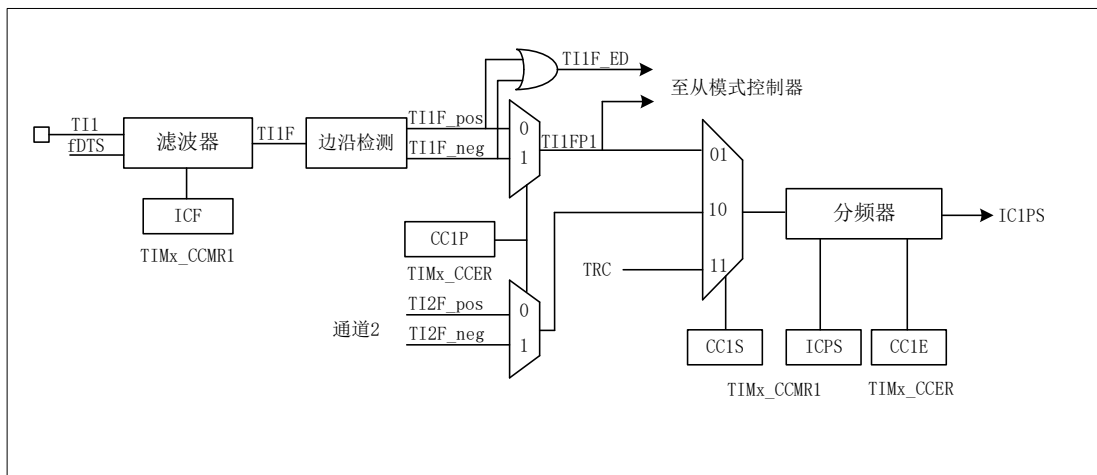 TI1F_ED
至从模式控制器
TI1
fDTS
滤波器
TI1F
边沿检测
TI1F_pos
TI1F_neg
0
1
TI1FP1
01
10
11
ICF
TIMx_CCMR1
CC1P
TIMx_CCER
TRC
分频器
IC1PS
通道2
TI2F_pos
TI2F_neg
0
1
CC1S
ICPS
CC1E
TIMx_CCMR1
TIMx_CCER